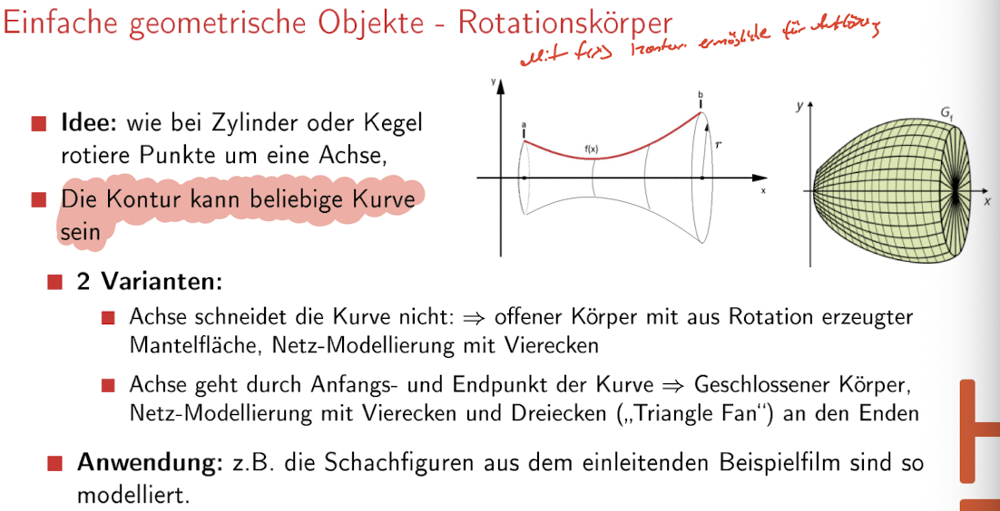 Einfache geometrische Objekte - Rotationskörper
Mit f(x) Kontur ermögliche für
■ Idee: wie bei Zylinder oder Kegel
rotiere Punkte um eine Achse,
■ Die Kontur kann beliebige Kurve
sein
y
a
f(x)
b
r
x
y
G_f
x
■ 2 Varianten:
■ Achse schneidet die Kurve nicht: ⇒ offener Körper mit aus Rotation erzeugter
Mantelfläche, Netz-Modellierung mit Vierecken
■ Achse geht durch Anfangs- und Endpunkt der Kurve ⇒ Geschlossener Körper,
Netz-Modellierung mit Vierecken und Dreiecken („Triangle Fan“) an den Enden
■ Anwendung: z.B. die Schachfiguren aus dem einleitenden Beispielfilm sind so
modelliert.